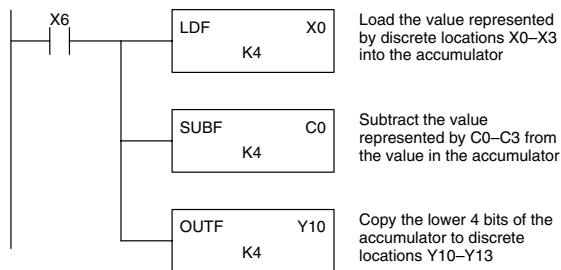 X6
LDF X0
K4
Load the value represented
by discrete locations X0–X3
into the accumulator
SUBF C0
K4
Subtract the value
represented by C0–C3 from
the value in the accumulator
OUTF Y10
K4
Copy the lower 4 bits of the
accumulator to discrete
locations Y10–Y13